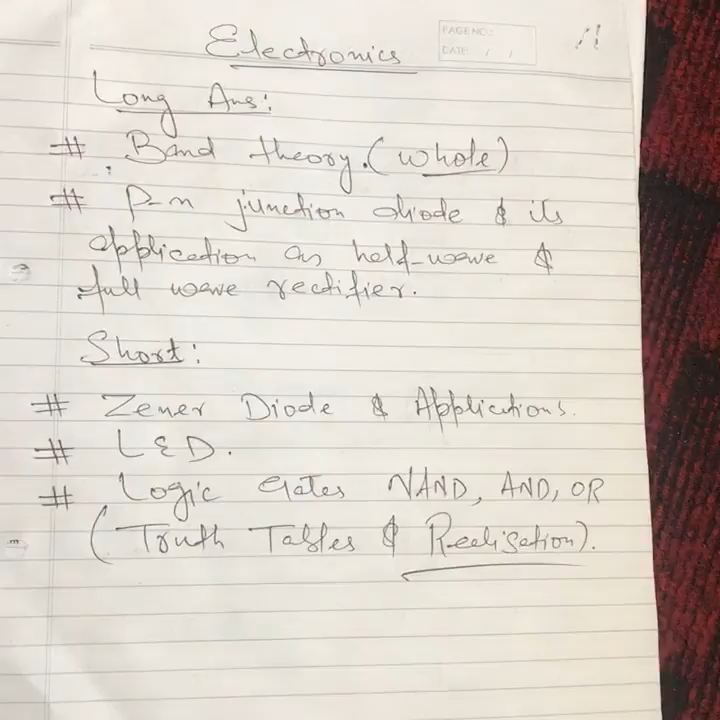 Electronics
PAGE NO.:
DATE: / /
Long Ans:
# Band theory. (whole)
# P-n junction diode & its
application as half-wave &
full wave rectifier.
Short:
# Zener Diode & Applications.
# LED.
# Logic Gates NAND, AND, OR
(Truth Tables & Realisation).